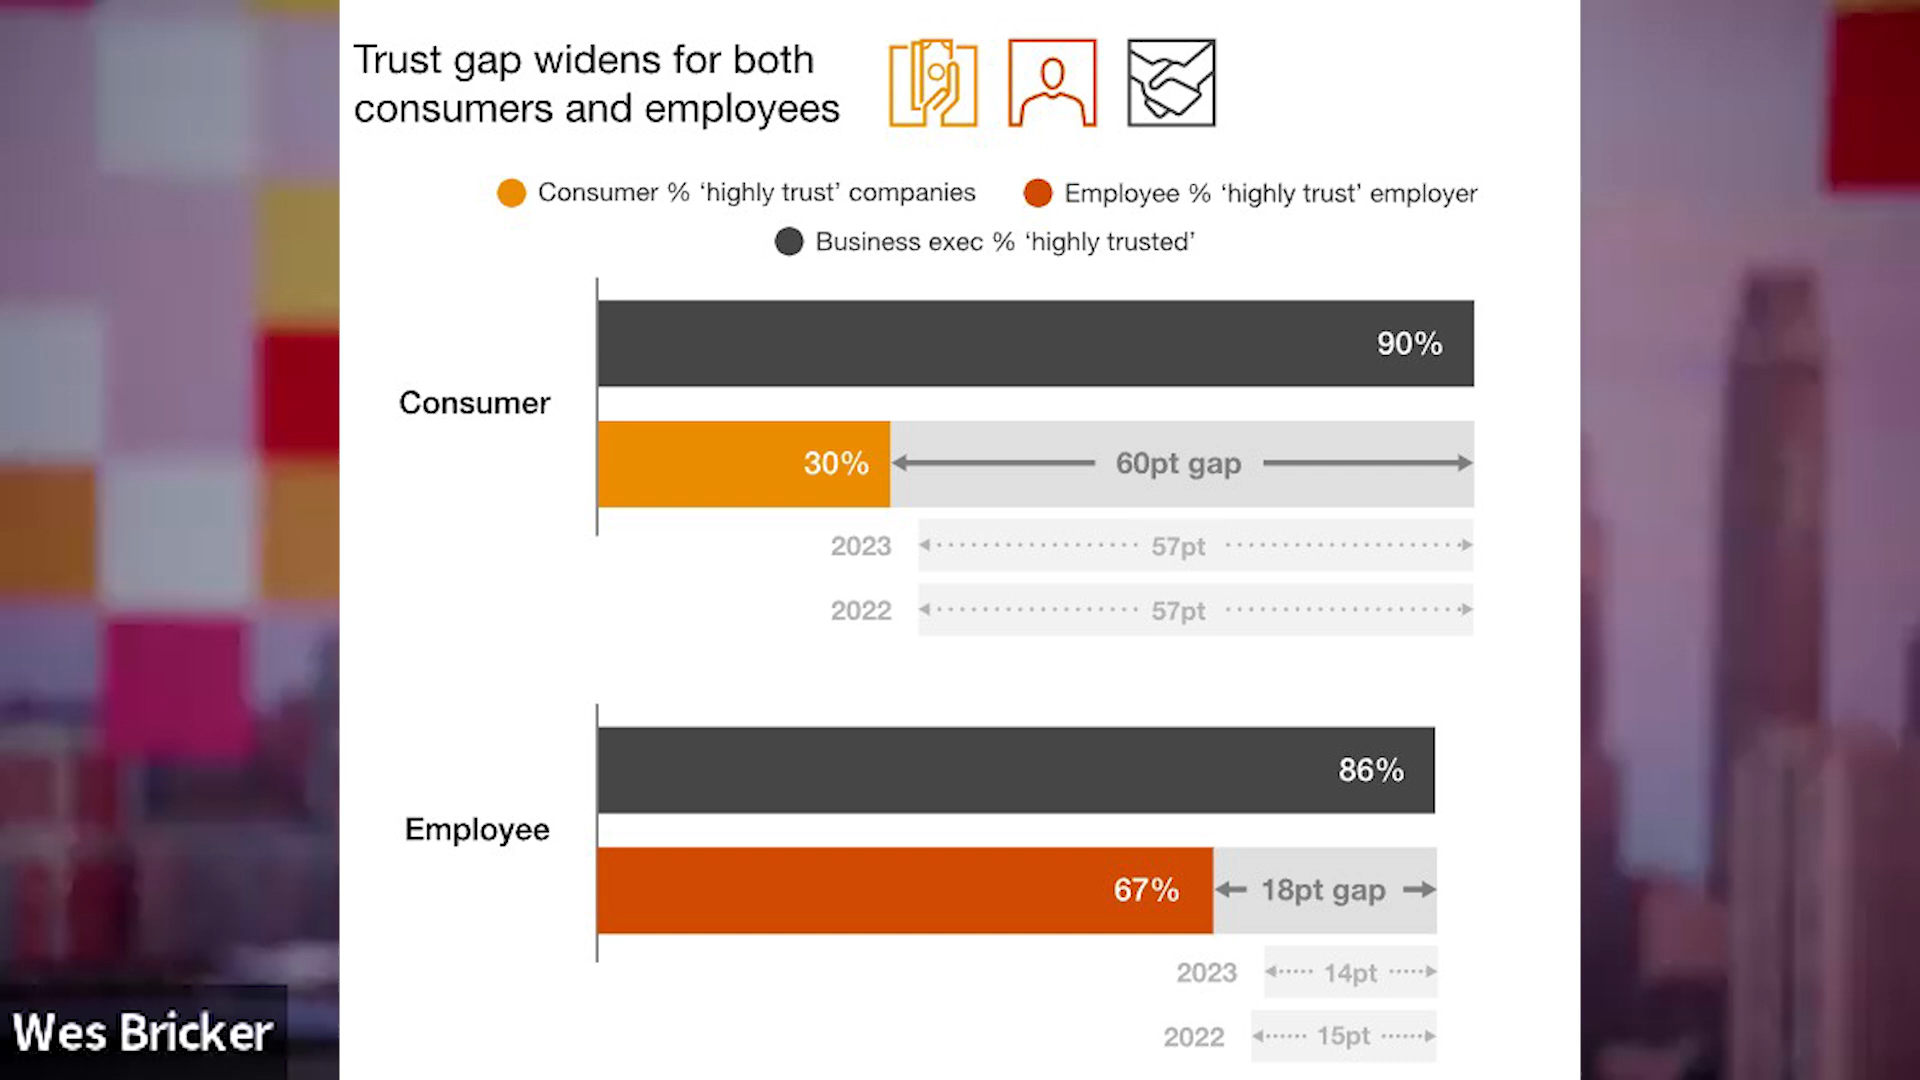 Trust gap widens for both
consumers and employees
Consumer % ‘highly trust’ companies
Employee % ‘highly trust’ employer
Business exec % ‘highly trusted’
Consumer
90%
30%
60pt gap
2023
57pt
2022
57pt
Employee
86%
67%
18pt gap
2023
14pt
2022
15pt
Wes Bricker